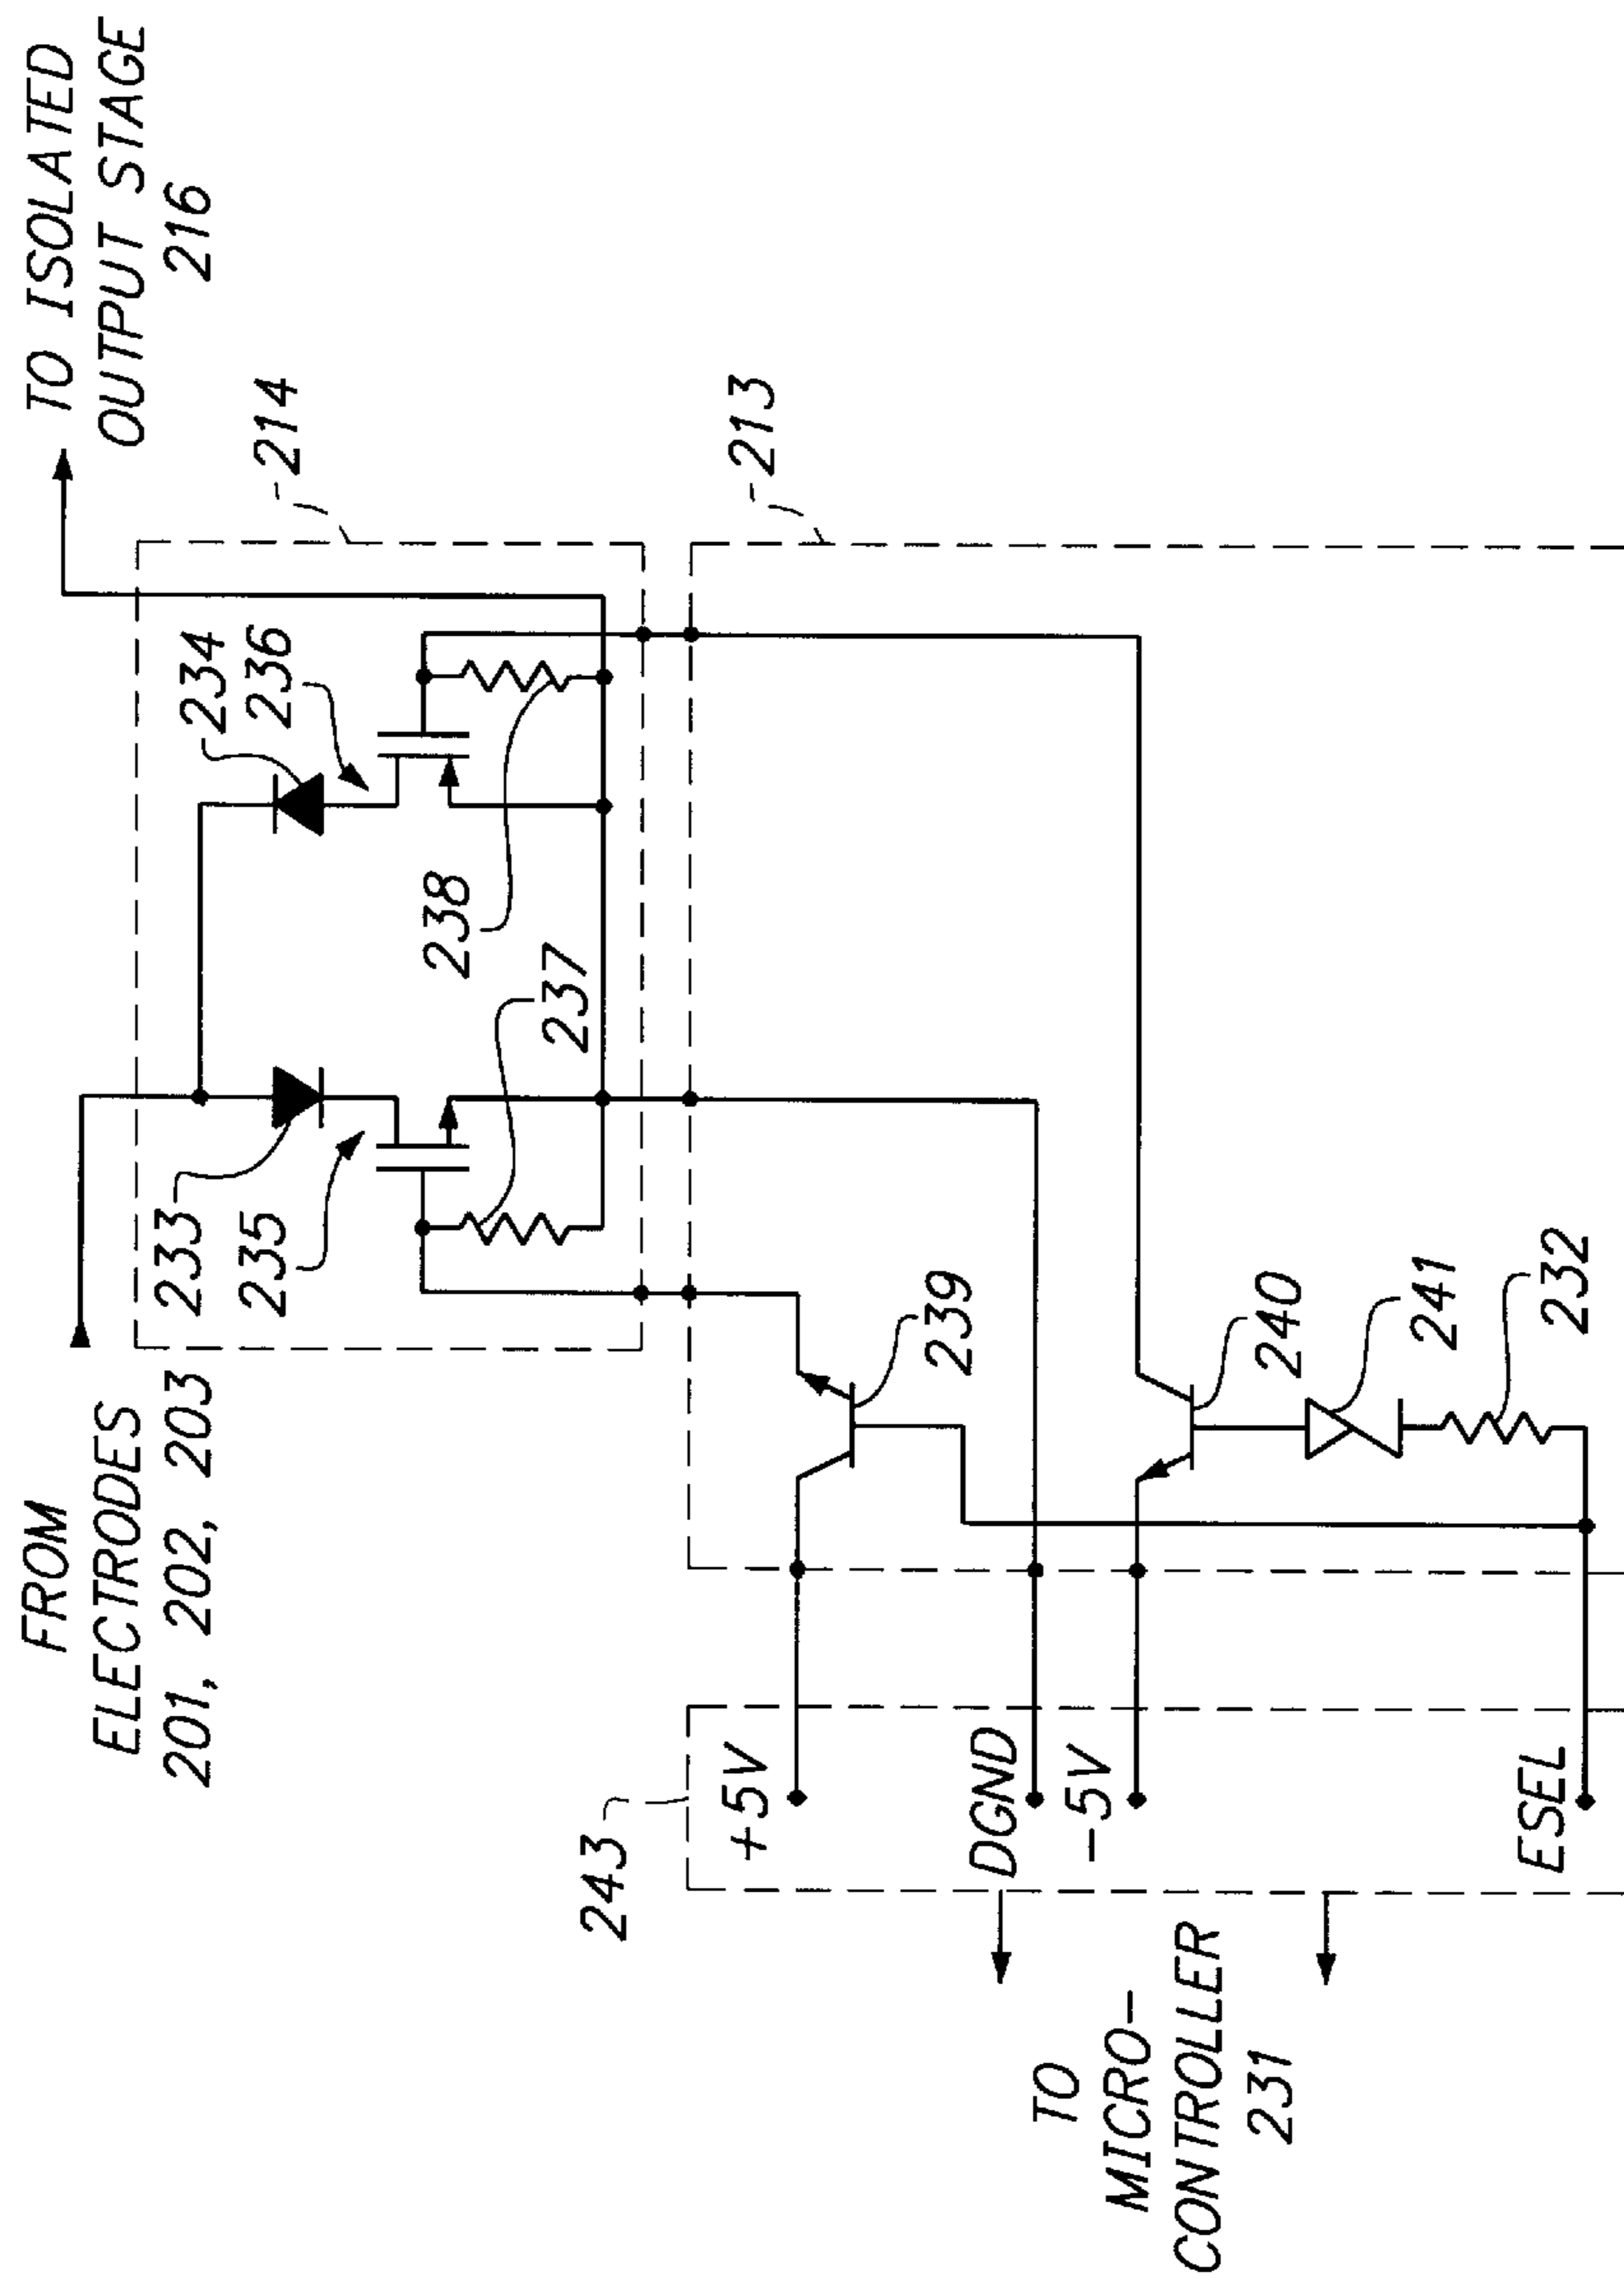 FROM
ELECTRODES
201, 202, 203
TO ISOLATED
OUTPUT STAGE
216
233
235
234
236
214
238
237
243
+5V
239
213
DGND
-5V
240
241
232
ESEL
TO
MICRO-
CONTROLLER
231